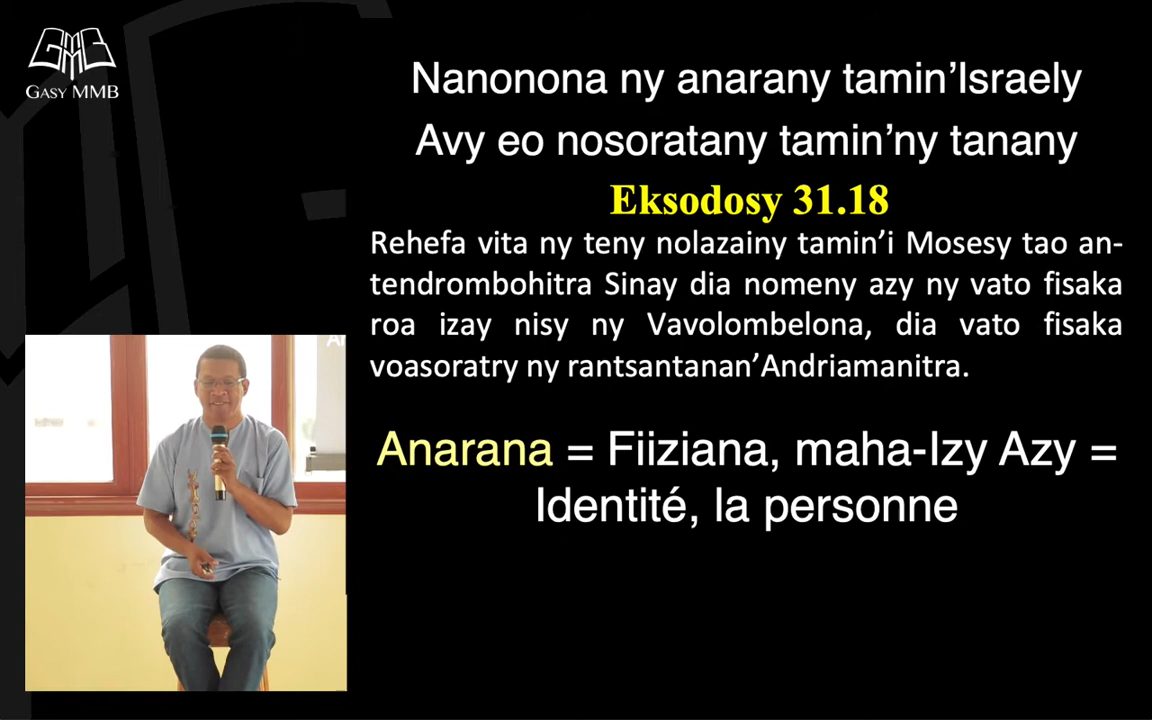 GMMB
GASY MMB
Nanonona ny anarany tamin’Israely
Avy eo nosoratany tamin’ny tanany
Eksodosy 31.18
Rehefa vita ny teny nolazainy tamin’i Mosesy tao an-
tendrombohitra Sinay dia nomeny azy ny vato fisaka
roa izay nisy ny Vavolombelona, dia vato fisaka
voasoratry ny rantsantanan’Andriamanitra.
Anarana = Fiiziana, maha-Izy Azy =
Identité, la personne